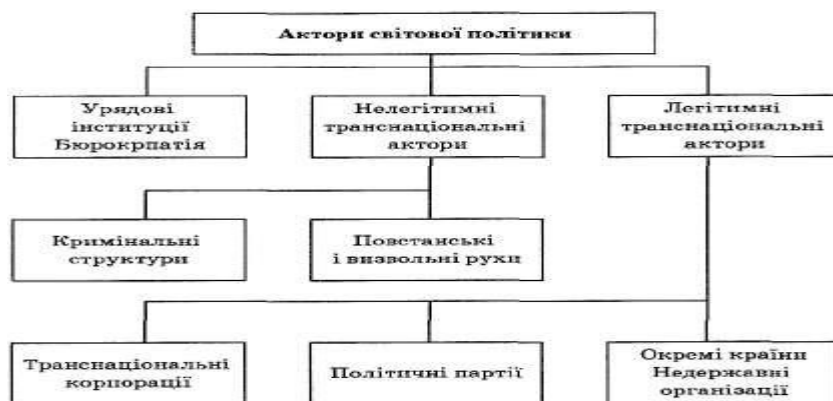 Актори світової політики
Урядові
інституції
Бюрокрпатія
Нелегітимні
транснаціональні
актори
Легітимні
транснаціональні
актори
Кримінальні
структури
Повстанські
і визвольні рухи
Транснаціональні
корпорації
Політичні партії
Окремі країни
Недержавні
організації